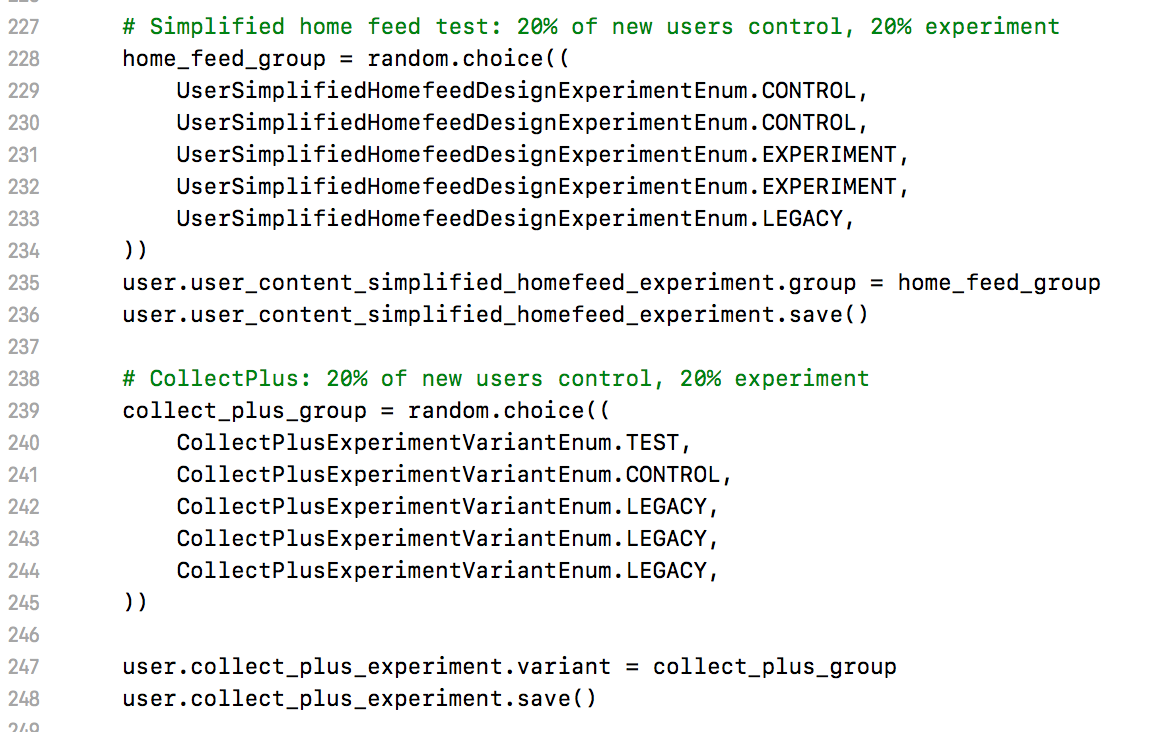 227 # Simplified home feed test: 20% of new users control, 20% experiment
228 home_feed_group = random.choice((
229 UserSimplifiedHomefeedDesignExperimentEnum.CONTROL,
230 UserSimplifiedHomefeedDesignExperimentEnum.CONTROL,
231 UserSimplifiedHomefeedDesignExperimentEnum.EXPERIMENT,
232 UserSimplifiedHomefeedDesignExperimentEnum.EXPERIMENT,
233 UserSimplifiedHomefeedDesignExperimentEnum.LEGACY,
234 ))
235 user.user_content_simplified_homefeed_experiment.group = home_feed_group
236 user.user_content_simplified_homefeed_experiment.save()
237
238 # CollectPlus: 20% of new users control, 20% experiment
239 collect_plus_group = random.choice((
240 CollectPlusExperimentVariantEnum.TEST,
241 CollectPlusExperimentVariantEnum.CONTROL,
242 CollectPlusExperimentVariantEnum.LEGACY,
243 CollectPlusExperimentVariantEnum.LEGACY,
244 CollectPlusExperimentVariantEnum.LEGACY,
245 ))
246
247 user.collect_plus_experiment.variant = collect_plus_group
248 user.collect_plus_experiment.save()
249